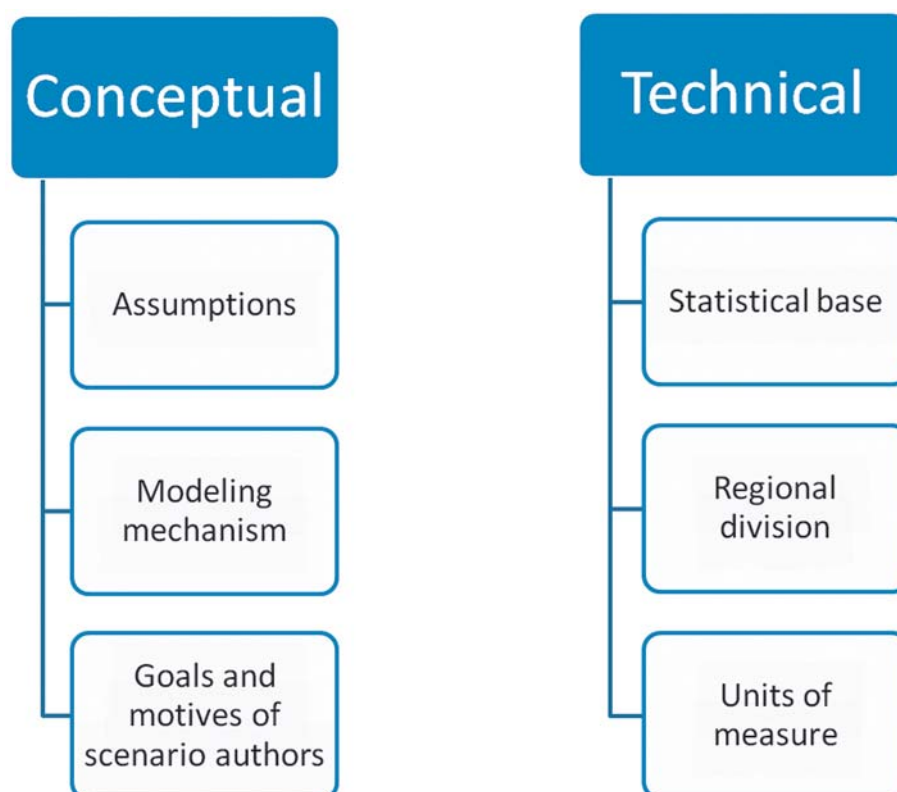 Conceptual
Assumptions
Modeling
mechanism
Goals and
motives of
scenario authors
Technical
Statistical base
Regional
division
Units of
measure